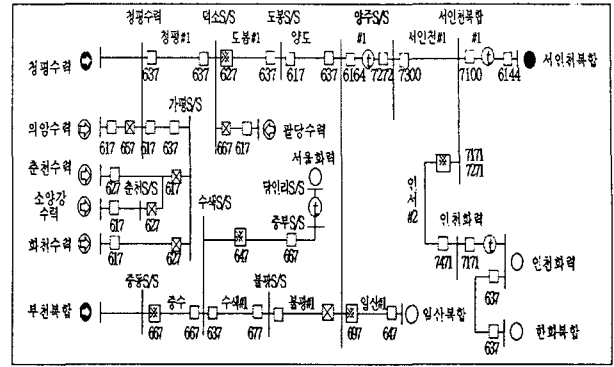 청평수력 덕소S/S 도봉S/S 양주S/S 서인천복합
청평#1 도봉#1 양도 #1 서인천#1 #1
청평수력 서인천복합
637 637 627 637 617 637 6164 7272 7300 7100 6144
가평S/S
의암수력 팔당수력
617 657 617 637 667 617
춘천수력 서울화력
627 춘천S/S 617 수색S/S 당인리S/S 7171
7271
소양강
수력 중부S/S 인서#2
617 627
화천수력 인천화력
617 627 647 667 7471 7171 인천화력
중동S/S 불광S/S 637
부천복합 중수 수색#1 불광#1 일산#1 일산복합 한화복합
667 667 637 677 697 647 637